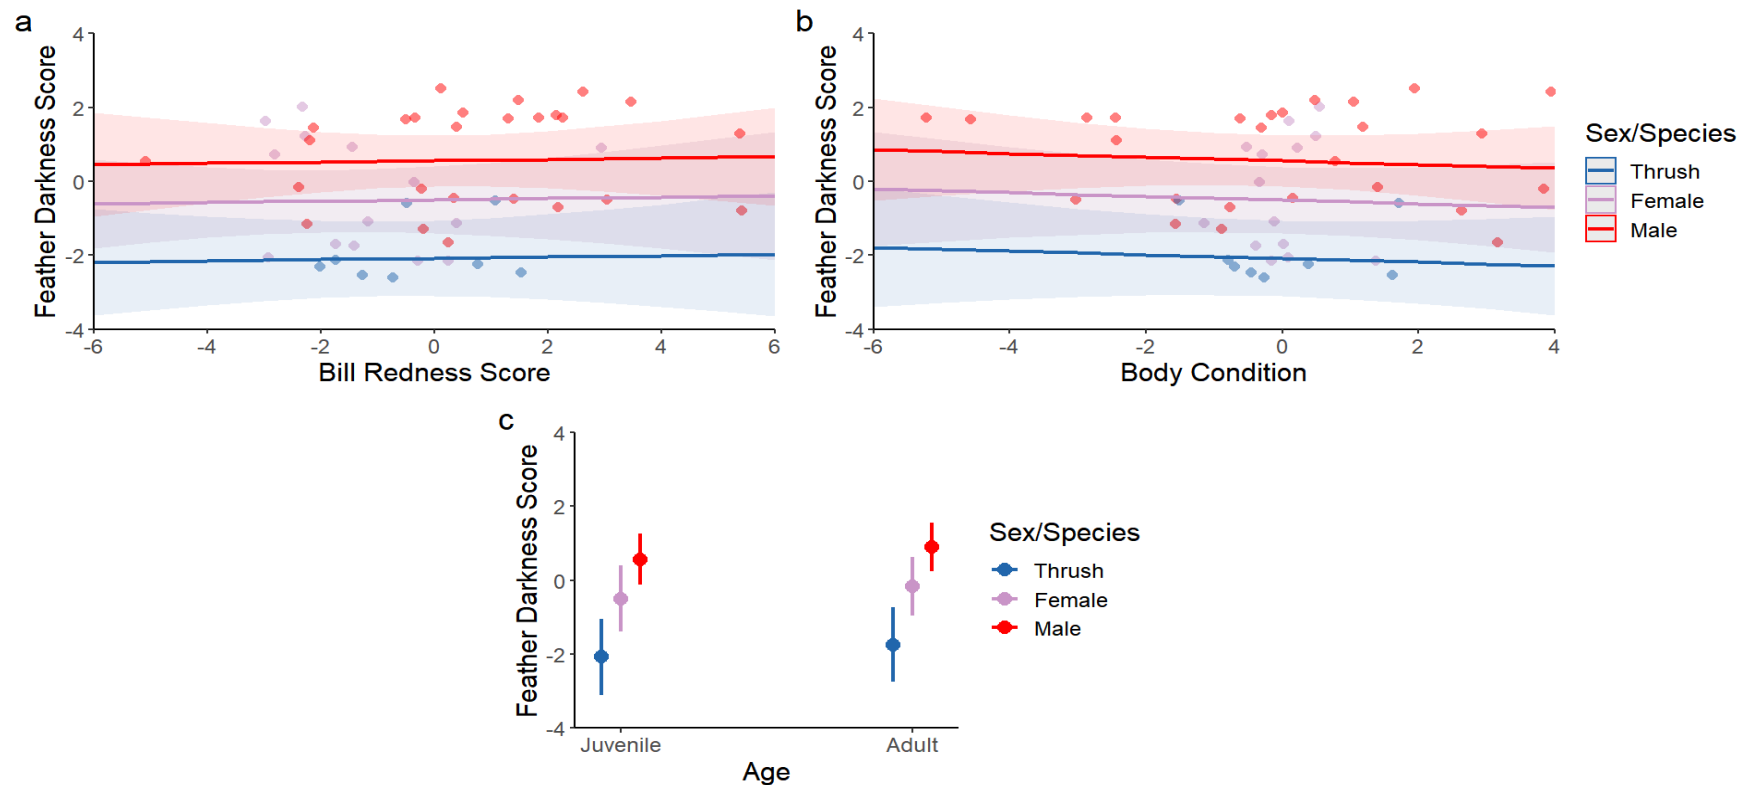 a
4
2
0
-2
-4
Feather Darkness Score
-6 -4 -2 0 2 4 6
Bill Redness Score
b
4
2
0
-2
-4
Feather Darkness Score
-6 -4 -2 0 2 4
Body Condition
Sex/Species
Thrush
Female
Male
c
4
2
0
-2
-4
Feather Darkness Score
Juvenile Adult
Age
Sex/Species
Thrush
Female
Male